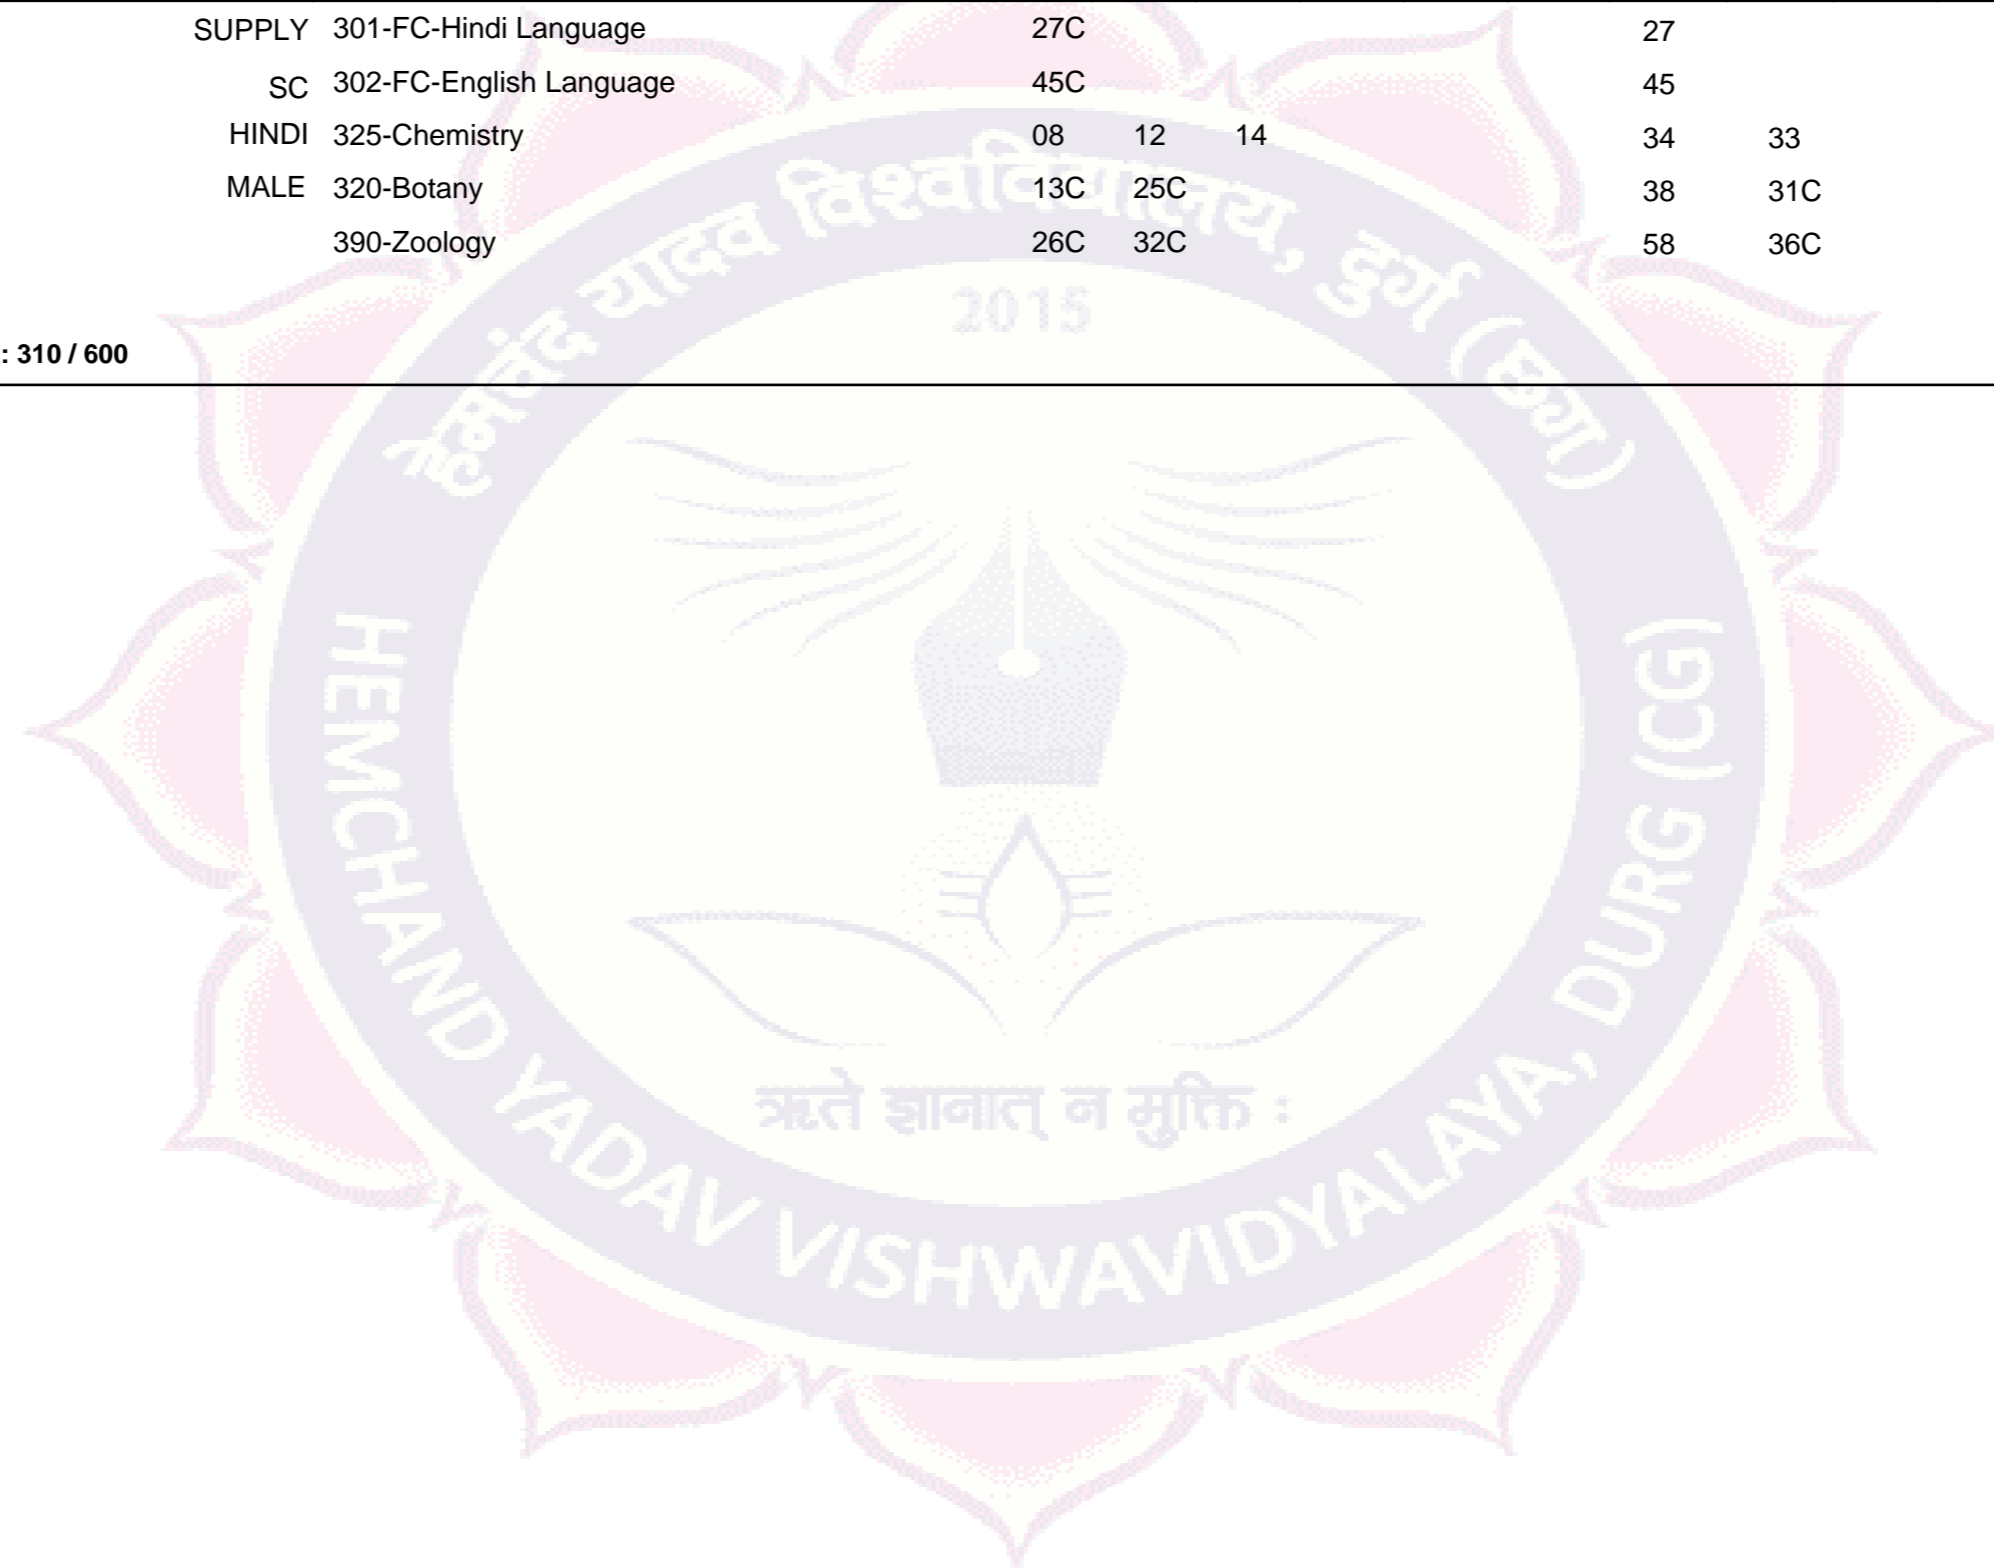 SUPPLY 301-FC-Hindi Language 27C 27
SC 302-FC-English Language 45C 45
HINDI 325-Chemistry 08 12 14 34 33
MALE 320-Botany 13C 25C 38 31C
390-Zoology 26C 32C 58 36C
: 310 / 600
हेमचंद यादव विश्वविद्यालय, दुर्ग (छग)
2015
ऋते ज्ञानात् न मुक्ति :
HEMCHAND YADAV VISHWAVIDYALAYA, DURG (CG)